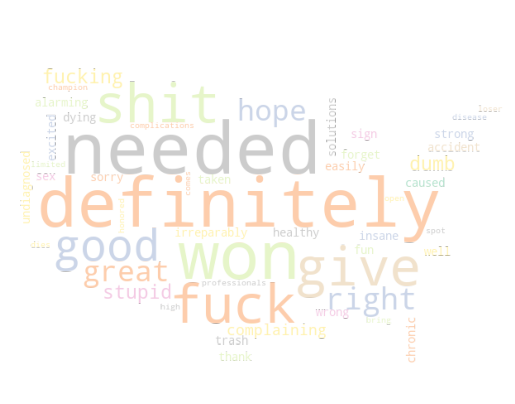 fucking
champion
shit
alarming
hope
loser
dying
disease
complications
needed
excited
solutions
sign
strong
accident
forget
dumb
limited
easily
undiagnosed
sex
sorry
taken
caused
definitely
good
irreparably
healthy
insane
spot
won
fun
well
great
give
professionals
stupid
fuck
right
high
wrong
bring
complaining
chronic
trash
thank